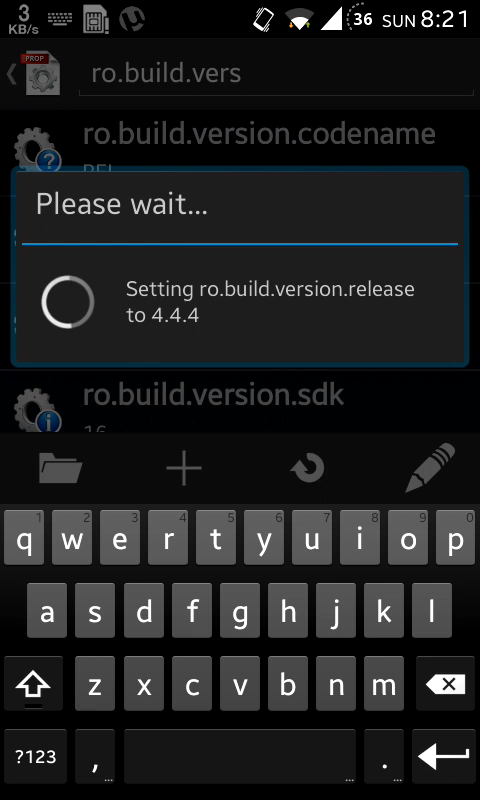 3
KB/s
36 SUN 8:21
PROP
ro.build.vers
ro.build.version.codename
REL
Please wait...
Setting ro.build.version.release
to 4.4.4
ro.build.version.sdk
16
1 2 3 4 5 6 7 8 9 0
q w e r t y u i o p
a s d f g h j k l
z x c v b n m
?123 , ... ... . ...